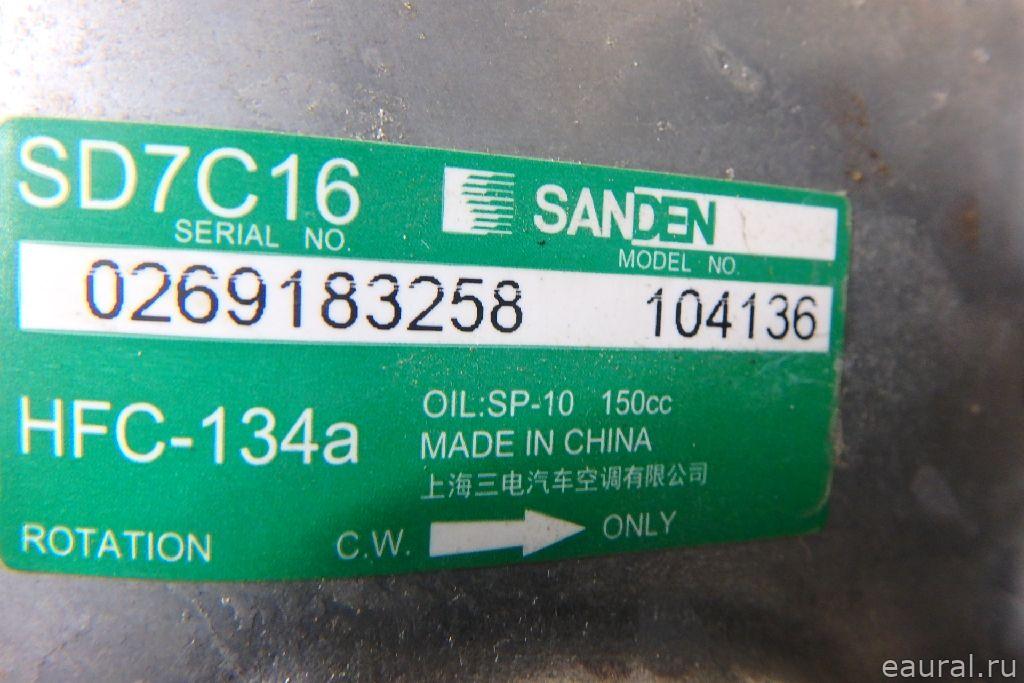 SD7C16 SANDEN
SERIAL NO. MODEL NO.
0269183258 104136
HFC-134a
OIL:SP-10 150cc
MADE IN CHINA
上海三电汽车空调有限公司
ROTATION C.W. ONLY
eaural.ru